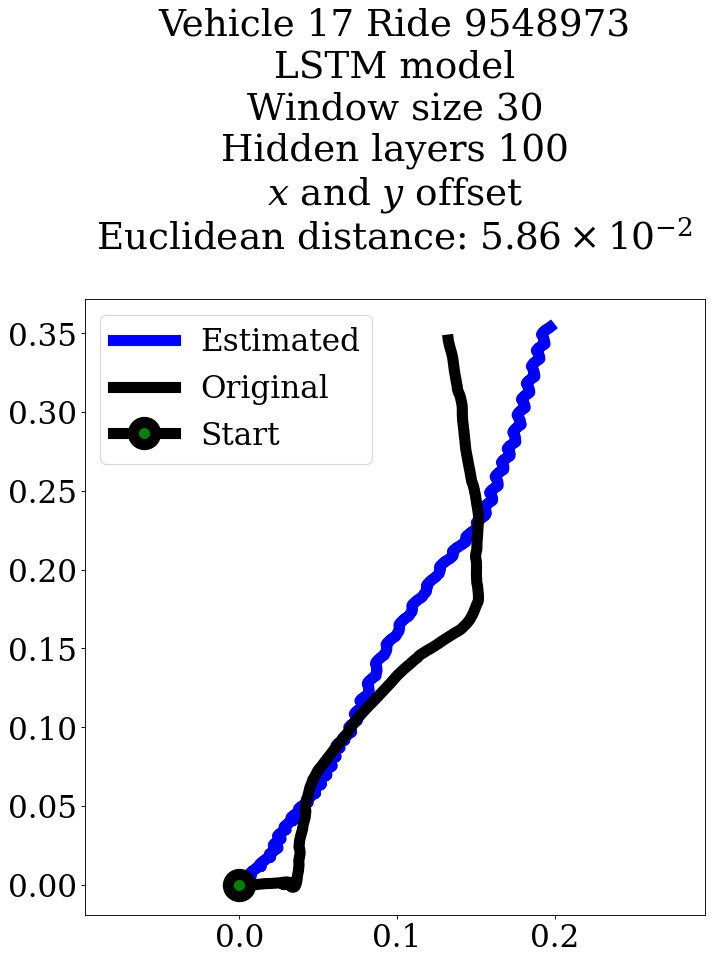 Vehicle 17 Ride 9548973
LSTM model
Window size 30
Hidden layers 100
x and y offset
Euclidean distance: 5.86 × 10⁻²
Estimated
Original
Start
0.35
0.30
0.25
0.20
0.15
0.10
0.05
0.00
0.0 0.1 0.2